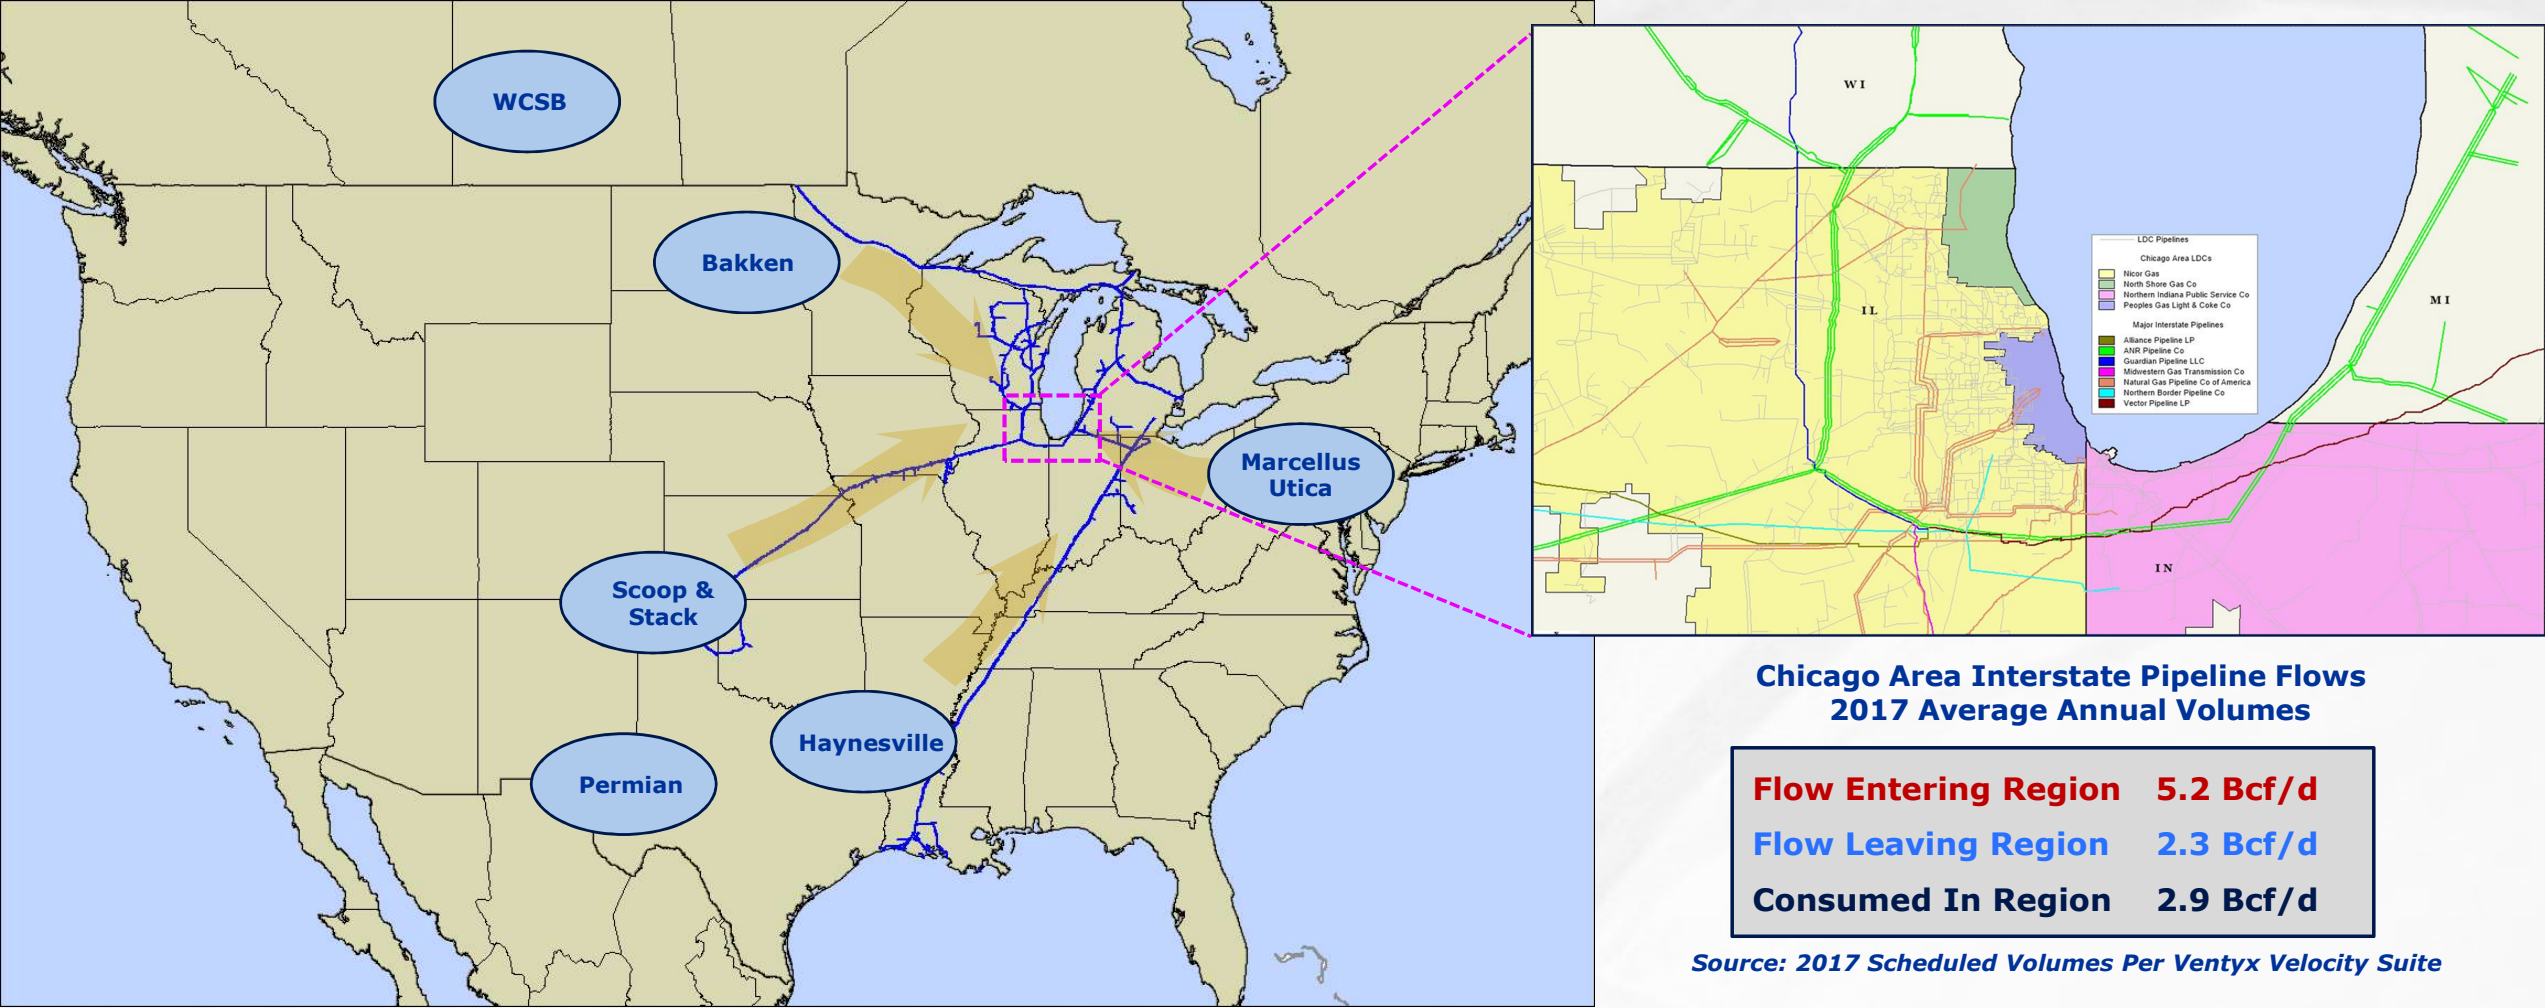 WCSB
Bakken
Marcellus
Utica
Scoop &
Stack
Haynesville
Permian
WI
IL
MI
IN
LDC Pipelines
Chicago Area LDCs
Nicor Gas
North Shore Gas Co
Northern Indiana Public Service Co
Peoples Gas Light & Coke Co
Major Interstate Pipelines
Alliance Pipeline LP
ANR Pipeline Co
Guardian Pipeline LLC
Midwestern Gas Transmission Co
Natural Gas Pipeline Co of America
Northern Border Pipeline Co
Vector Pipeline LP
Chicago Area Interstate Pipeline Flows
2017 Average Annual Volumes
Flow Entering Region 5.2 Bcf/d
Flow Leaving Region 2.3 Bcf/d
Consumed In Region 2.9 Bcf/d
Source: 2017 Scheduled Volumes Per Ventyx Velocity Suite